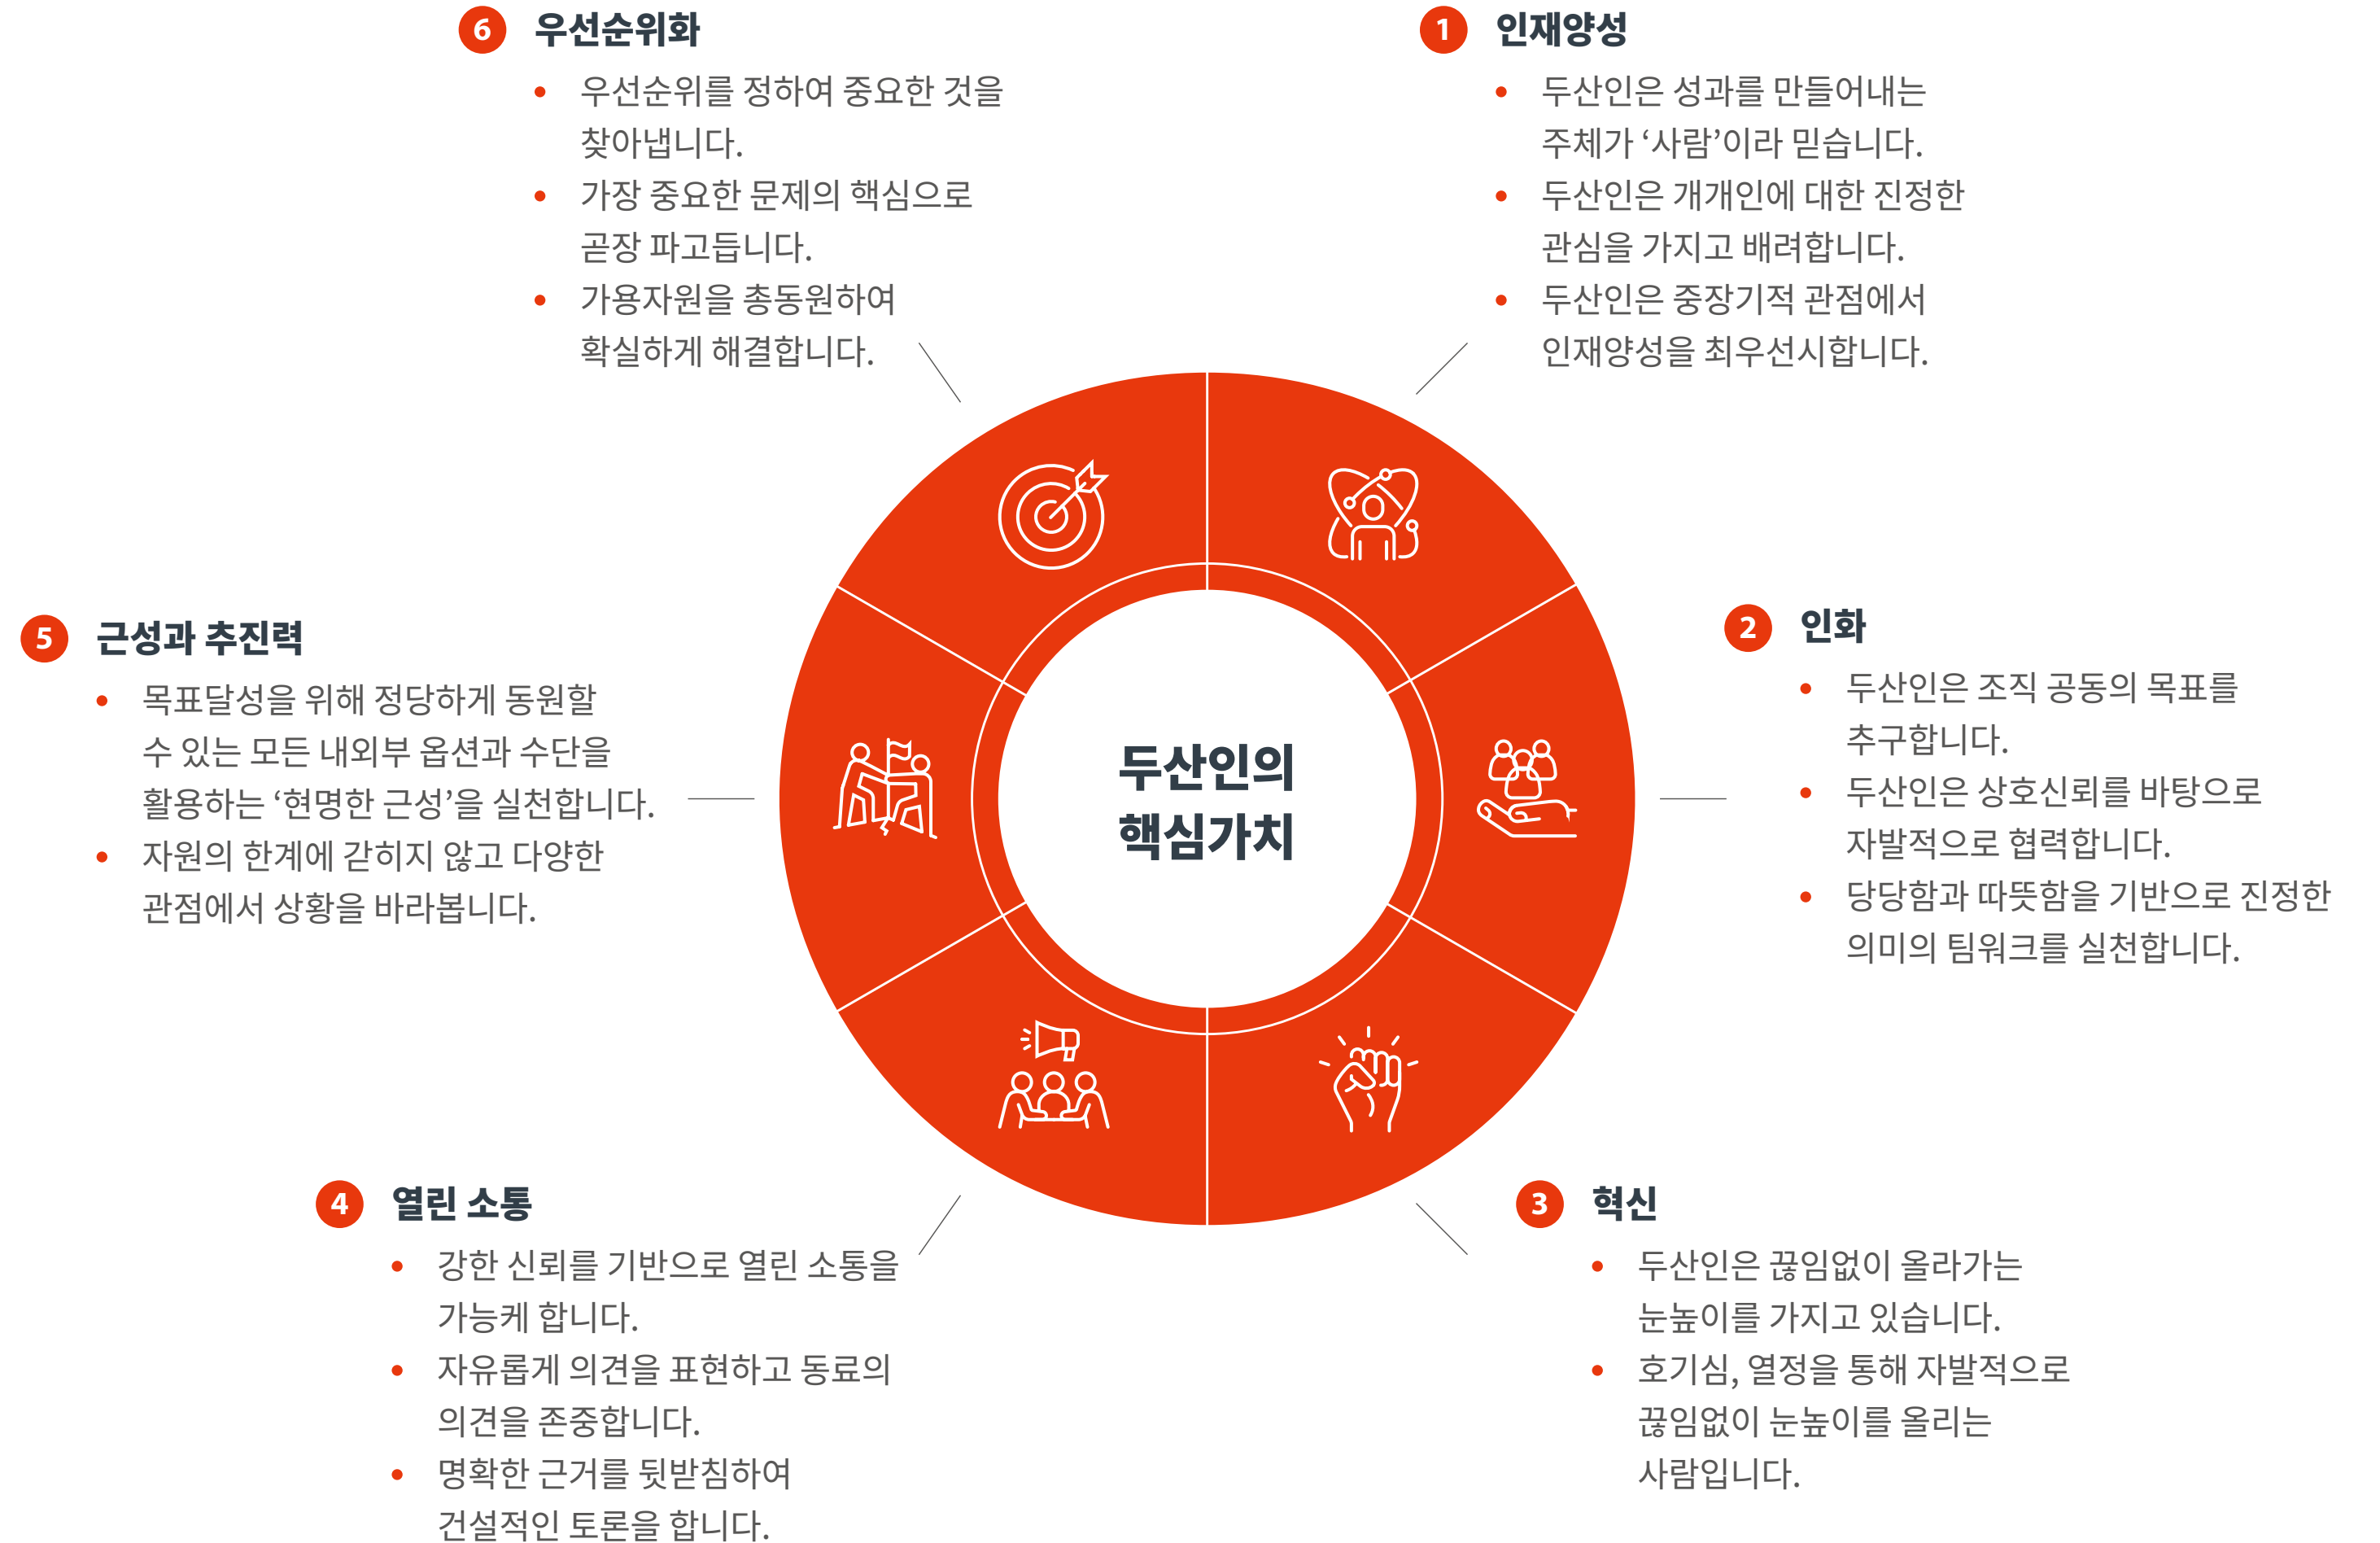 두산인의
핵심가치
1 인재양성
• 두산인은 성과를 만들어내는
주체가 ‘사람’이라 믿습니다.
• 두산인은 개개인에 대한 진정한
관심을 가지고 배려합니다.
• 두산인은 중장기적 관점에서
인재양성을 최우선시합니다.
2 인화
• 두산인은 조직 공동의 목표를
추구합니다.
• 두산인은 상호신뢰를 바탕으로
자발적으로 협력합니다.
• 당당함과 따뜻함을 기반으로 진정한
의미의 팀워크를 실천합니다.
3 혁신
• 두산인은 끊임없이 올라가는
눈높이를 가지고 있습니다.
• 호기심, 열정을 통해 자발적으로
끊임없이 눈높이를 올리는
사람입니다.
4 열린 소통
• 강한 신뢰를 기반으로 열린 소통을
가능케 합니다.
• 자유롭게 의견을 표현하고 동료의
의견을 존중합니다.
• 명확한 근거를 뒷받침하여
건설적인 토론을 합니다.
5 근성과 추진력
• 목표달성을 위해 정당하게 동원할
수 있는 모든 내외부 옵션과 수단을
활용하는 ‘현명한 근성’을 실천합니다.
• 자원의 한계에 갇히지 않고 다양한
관점에서 상황을 바라봅니다.
6 우선순위화
• 우선순위를 정하여 중요한 것을
찾아냅니다.
• 가장 중요한 문제의 핵심으로
곧장 파고듭니다.
• 가용자원을 총동원하여
확실하게 해결합니다.